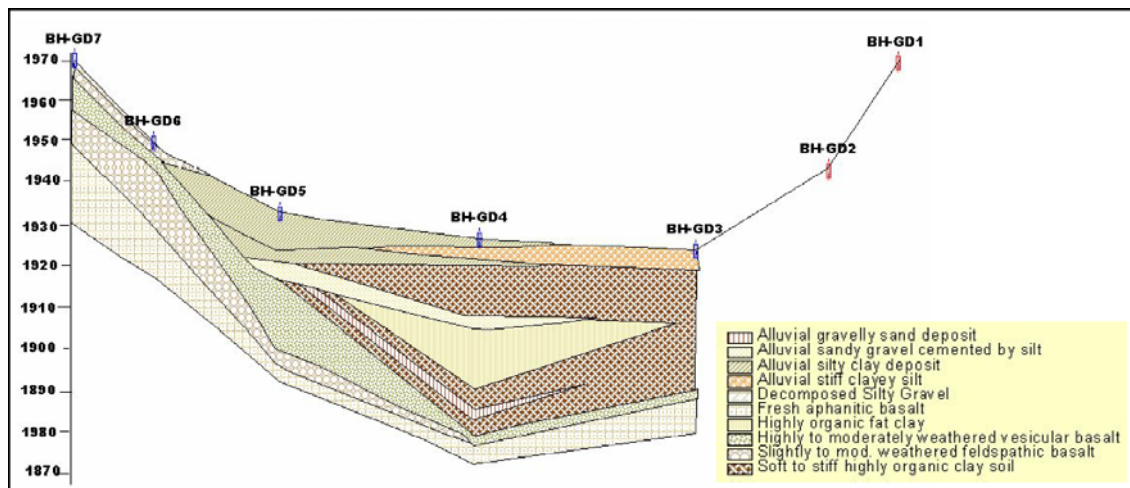 BH-GD7
BH-GD1
1970
1960
BH-GD6
1950
BH-GD2
1940
BH-GD5
BH-GD4
BH-GD3
1930
1920
1910
1900
1890
1980
1870
Alluvial gravelly sand deposit
Alluvial sandy gravel cemented by silt
Alluvial silty clay deposit
Alluvial stiff clayey silt
Decomposed Silty Gravel
Fresh aphanitic basalt
Highly organic fat clay
Highly to moderately weathered vesicular basalt
Slightly to mod. weathered feldspathic basalt
Soft to stiff highly organic clay soil